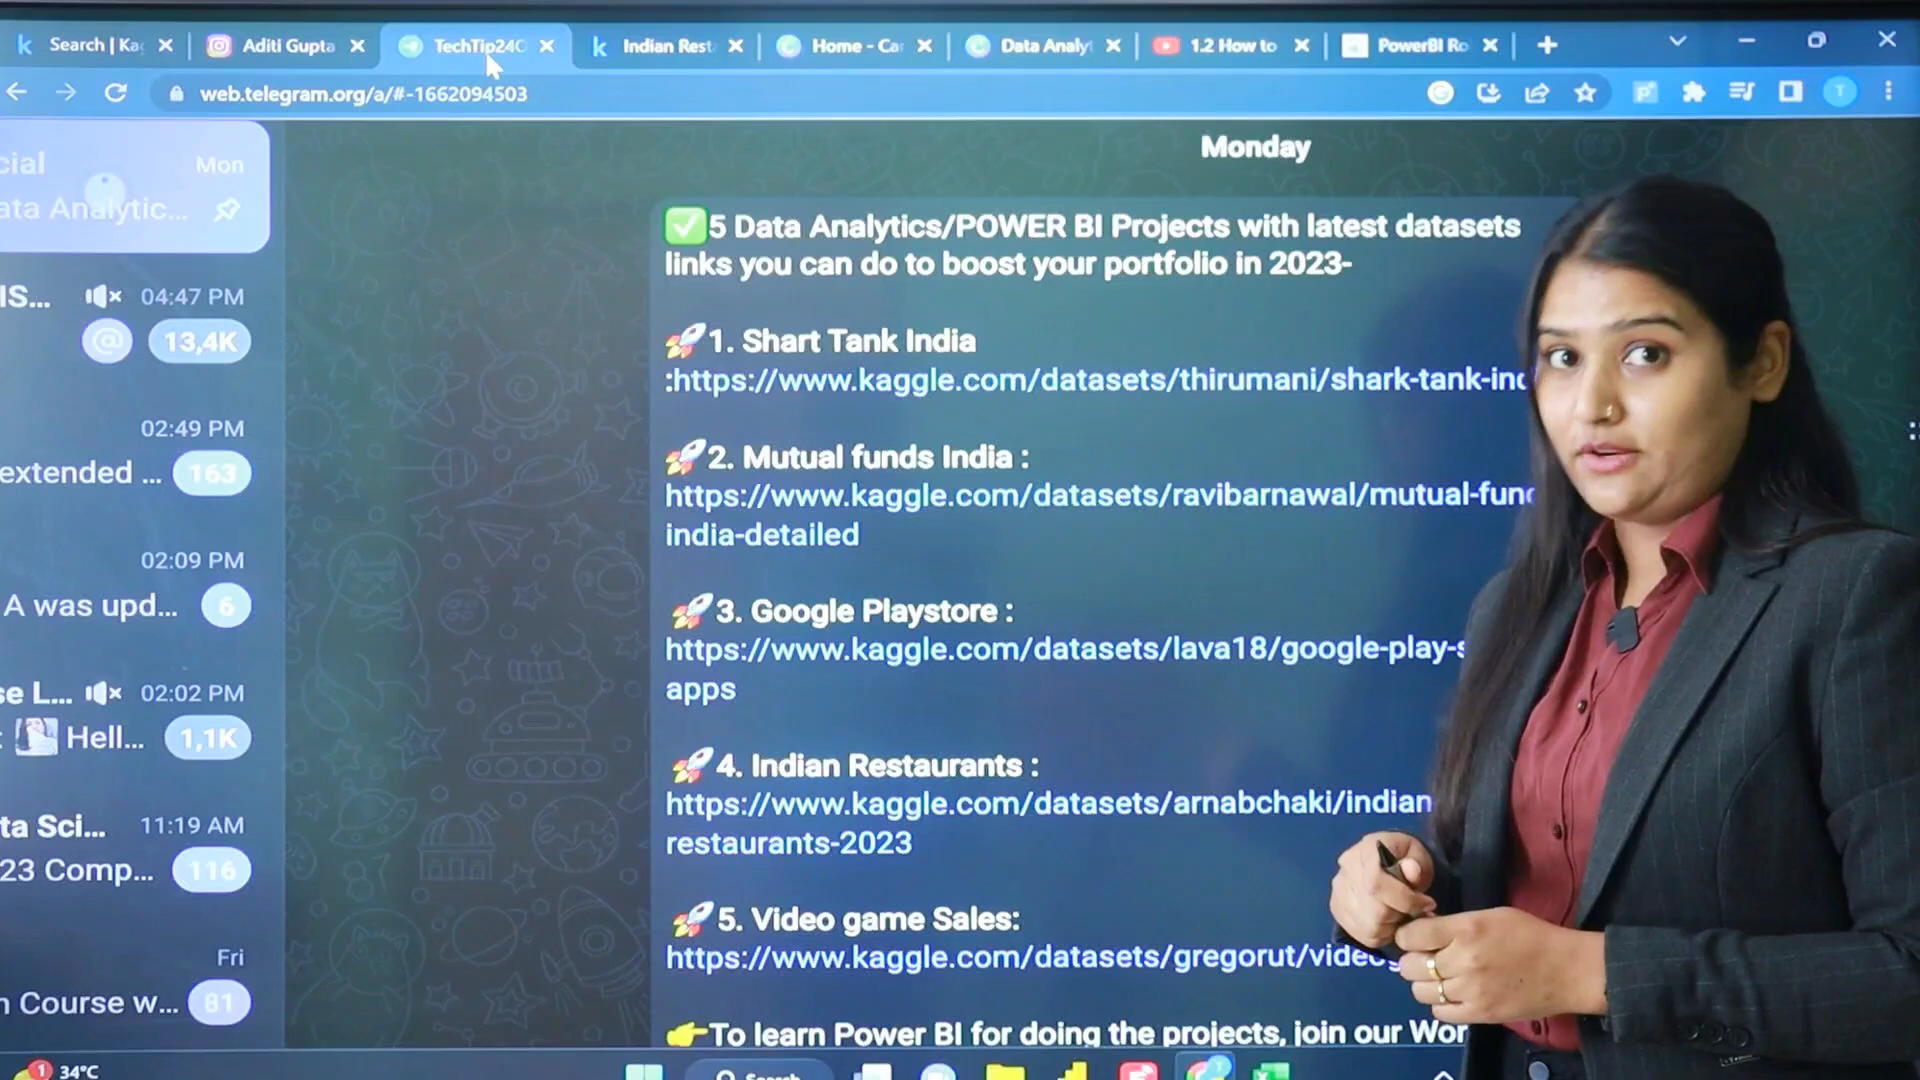 Search | Ka
Aditi Gupta
TechTip24
Indian Rest
Home - Ca
Data Analy
1.2 How to
PowerBI Ro
web.telegram.org/a/#-1662094503
T
cial
Mon
ata Analytic...
IS...
04:47 PM
@
13,4K
02:49 PM
extended ...
163
02:09 PM
A was upd...
6
se L...
02:02 PM
: Hell...
1,1K
ta Sci...
11:19 AM
23 Comp...
116
Fri
n Course w...
81
Monday
✅5 Data Analytics/POWER BI Projects with latest datasets
links you can do to boost your portfolio in 2023-
🚀1. Shart Tank India
:https://www.kaggle.com/datasets/thirumani/shark-tank-ind
🚀2. Mutual funds India :
https://www.kaggle.com/datasets/ravibarnawal/mutual-fund
india-detailed
🚀3. Google Playstore :
https://www.kaggle.com/datasets/lava18/google-play-s
apps
🚀4. Indian Restaurants :
https://www.kaggle.com/datasets/arnabchaki/indian
restaurants-2023
🚀5. Video game Sales:
https://www.kaggle.com/datasets/gregorut/videog
👉To learn Power BI for doing the projects, join our Wor
1
34°C
Search